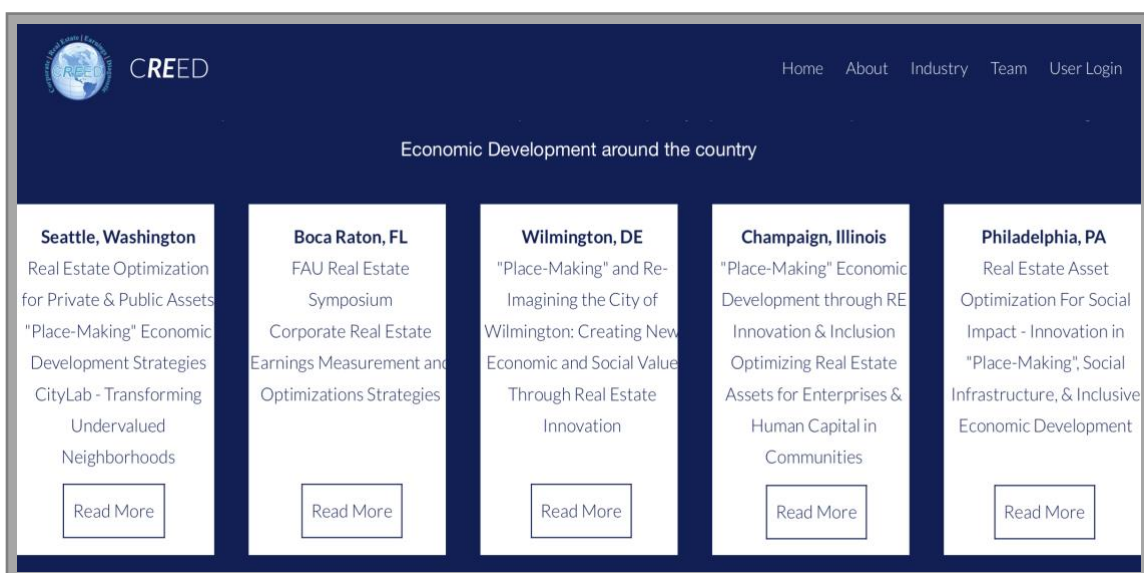 Corporate | Real Estate | Earnings | Diagnostic
CREED
CREED
Home About Industry Team User Login
Economic Development around the country
Seattle, Washington
Real Estate Optimization
for Private & Public Assets
"Place-Making" Economic
Development Strategies
CityLab - Transforming
Undervalued
Neighborhoods
Read More
Boca Raton, FL
FAU Real Estate
Symposium
Corporate Real Estate
Earnings Measurement and
Optimizations Strategies
Read More
Wilmington, DE
"Place-Making" and Re-
Imagining the City of
Wilmington: Creating New
Economic and Social Value
Through Real Estate
Innovation
Read More
Champaign, Illinois
"Place-Making" Economic
Development through RE
Innovation & Inclusion
Optimizing Real Estate
Assets for Enterprises &
Human Capital in
Communities
Read More
Philadelphia, PA
Real Estate Asset
Optimization For Social
Impact - Innovation in
"Place-Making", Social
Infrastructure, & Inclusive
Economic Development
Read More